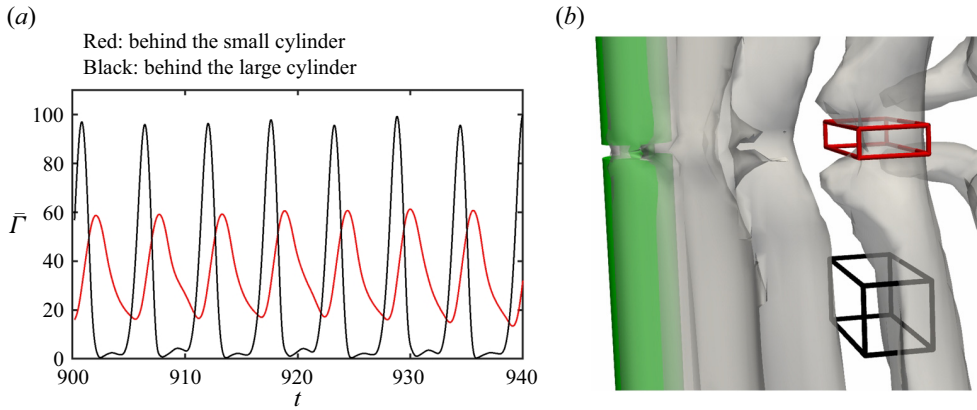 (a)
(b)
Red: behind the small cylinder
Black: behind the large cylinder
100
80
60
Γ̄
40
20
0
900 910 920 930 940
t